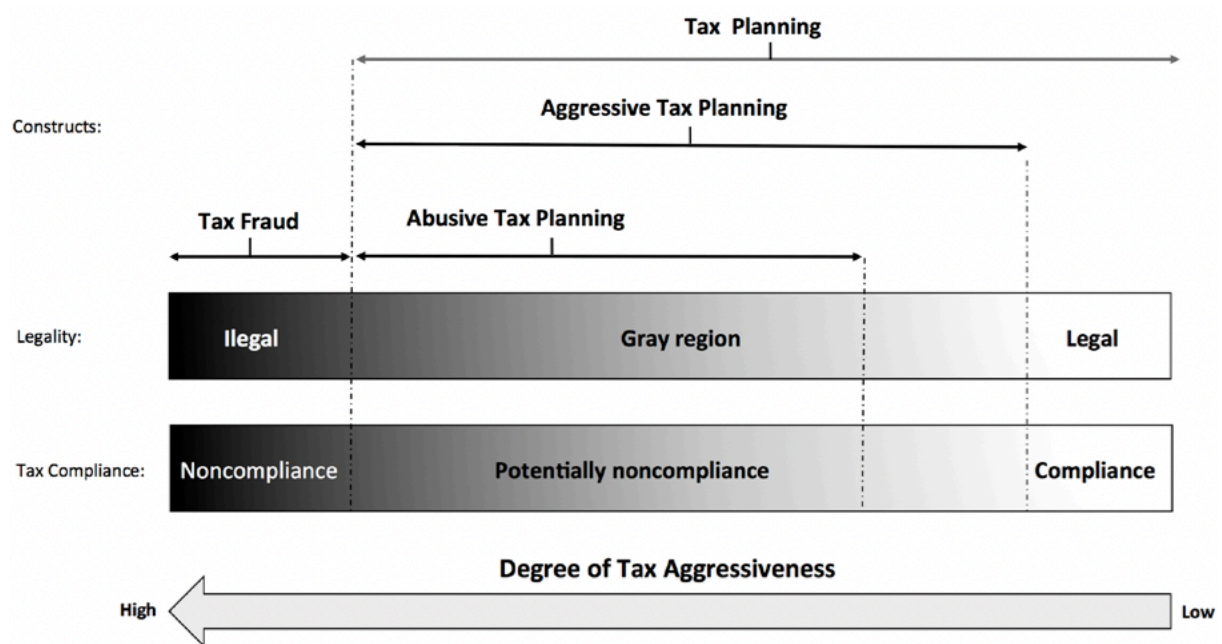 Tax Planning
Aggressive Tax Planning
Constructs:
Tax Fraud
Abusive Tax Planning
Legality:
Ilegal
Gray region
Legal
Tax Compliance:
Noncompliance
Potentially noncompliance
Compliance
Degree of Tax Aggressiveness
High
Low